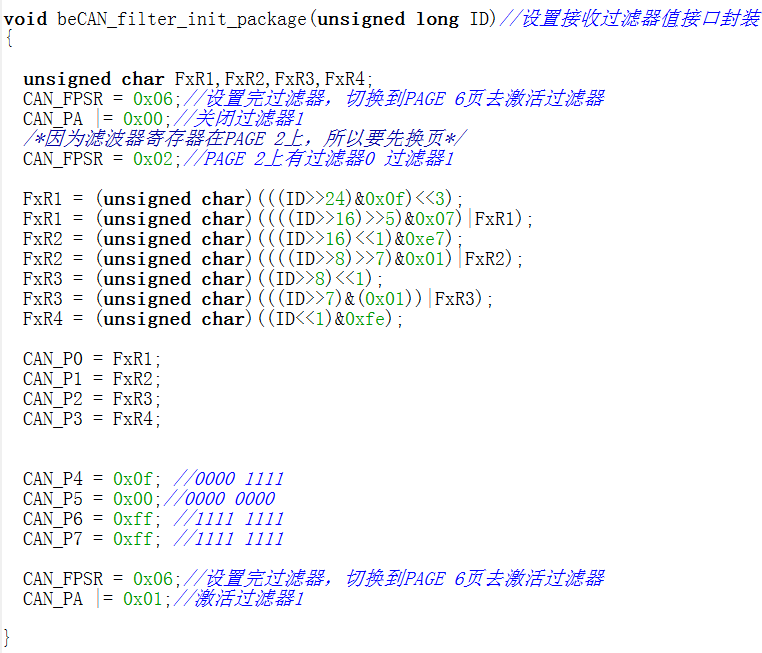 void beCAN_filter_init_package(unsigned long ID)//设置接收过滤器值接口封装
{
unsigned char FxR1,FxR2,FxR3,FxR4;
CAN_FPSR = 0x06;//设置完过滤器，切换到PAGE 6页去激活过滤器
CAN_PA |= 0x00;//关闭过滤器1
/*因为滤波器寄存器在PAGE 2上，所以要先换页*/
CAN_FPSR = 0x02;//PAGE 2上有过滤器0 过滤器1
FxR1 = (unsigned char)(((ID>>24)&0x0f)<<3);
FxR1 = (unsigned char)((((ID>>16)>>5)&0x07)|FxR1);
FxR2 = (unsigned char)(((ID>>16)<<1)&0xe7);
FxR2 = (unsigned char)((((ID>>8)>>7)&0x01)|FxR2);
FxR3 = (unsigned char)((ID>>8)<<1);
FxR3 = (unsigned char)(((ID>>7)&(0x01))|FxR3);
FxR4 = (unsigned char)((ID<<1)&0xfe);
CAN_P0 = FxR1;
CAN_P1 = FxR2;
CAN_P2 = FxR3;
CAN_P3 = FxR4;
CAN_P4 = 0x0f; //0000 1111
CAN_P5 = 0x00;//0000 0000
CAN_P6 = 0xff; //1111 1111
CAN_P7 = 0xff; //1111 1111
CAN_FPSR = 0x06;//设置完过滤器，切换到PAGE 6页去激活过滤器
CAN_PA |= 0x01;//激活过滤器1
}